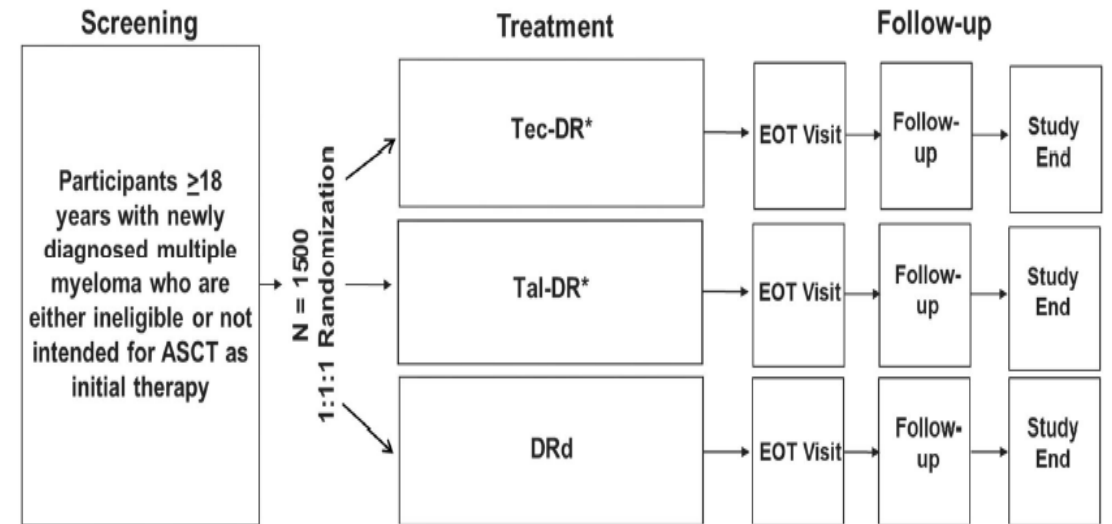 Screening
Treatment
Follow-up
Participants ≥18
years with newly
diagnosed multiple
myeloma who are
either ineligible or not
intended for ASCT as
initial therapy
N = 1500
1:1:1 Randomization
Tec-DR*
EOT Visit
Follow-
up
Study
End
Tal-DR*
EOT Visit
Follow-
up
Study
End
DRd
EOT Visit
Follow-
up
Study
End